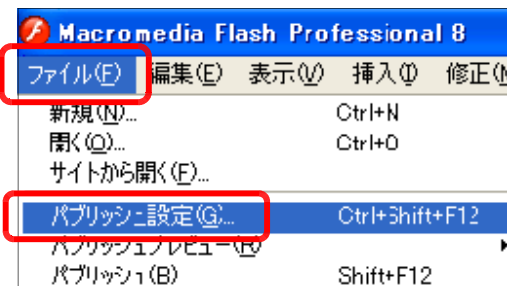 Macromedia Flash Professional 8
ファイル(F) 編集(E) 表示(V) 挿入(I) 修正(M
新規(N)... Ctrl+N
開く(O)... Ctrl+O
サイトから開く(F)...
パブリッシュ設定(G)... Ctrl+Shift+F12
パブリッシュプレビュー(R)
パブリッシュ(B) Shift+F12